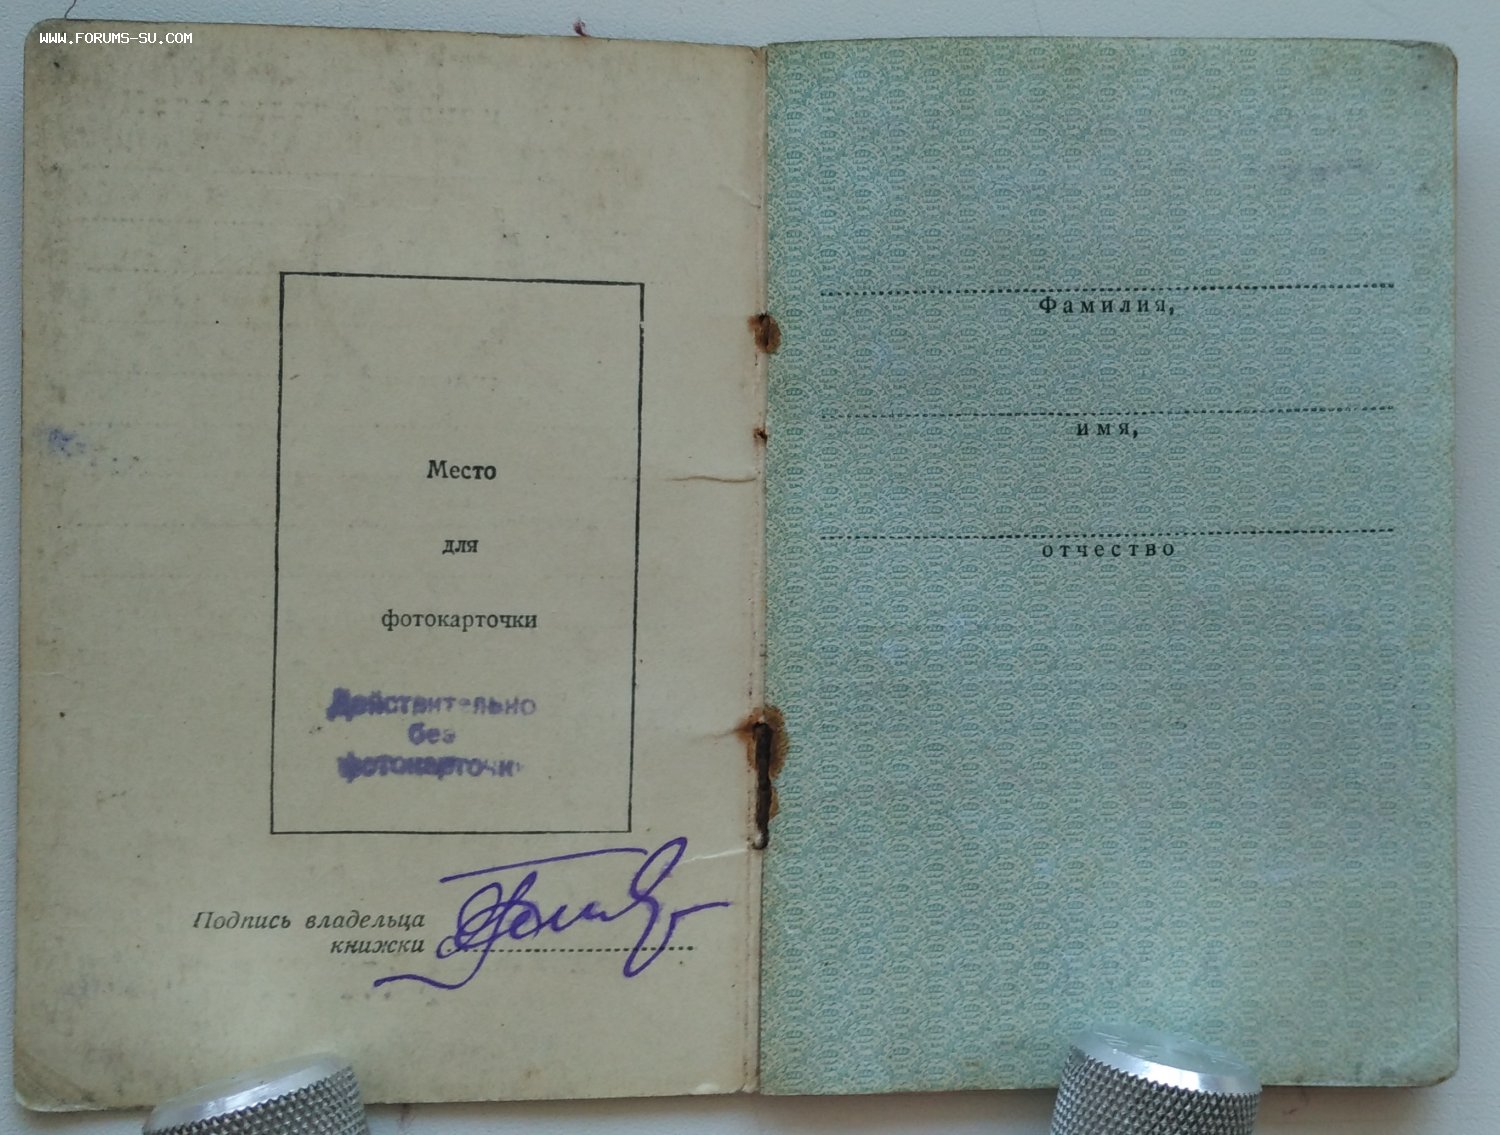 WWW.FORUMS-SU.COM
Место
для
фотокарточки
Действительно
без
фотокарточки
Подпись владельца
книжки
Фамилия,
имя,
отчество